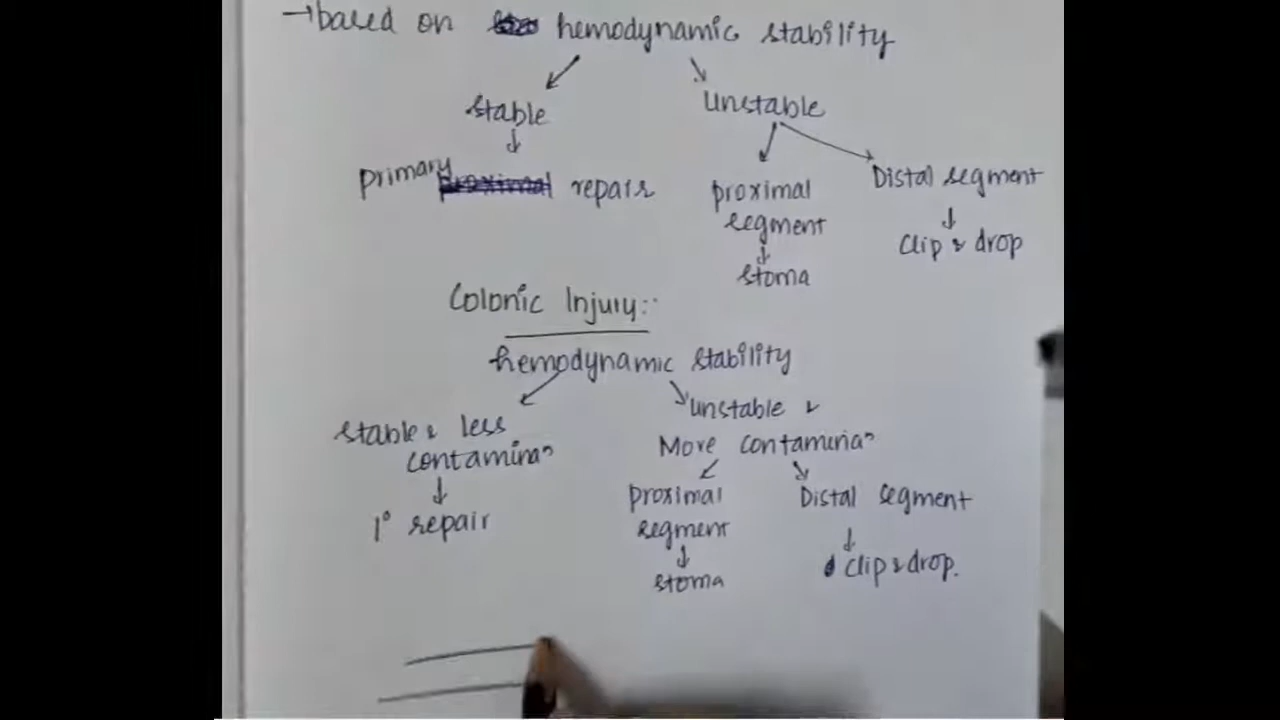 →based on hemodynamic stability
stable
Unstable
primary proximal repair
proximal
segment
stoma
Distal segment
clip & drop
Colonic Injury:
hemodynamic stability
stable & less
contaminaⁿ
1° repair
unstable &
More contaminaⁿ
proximal
segment
stoma
Distal segment
clip & drop.